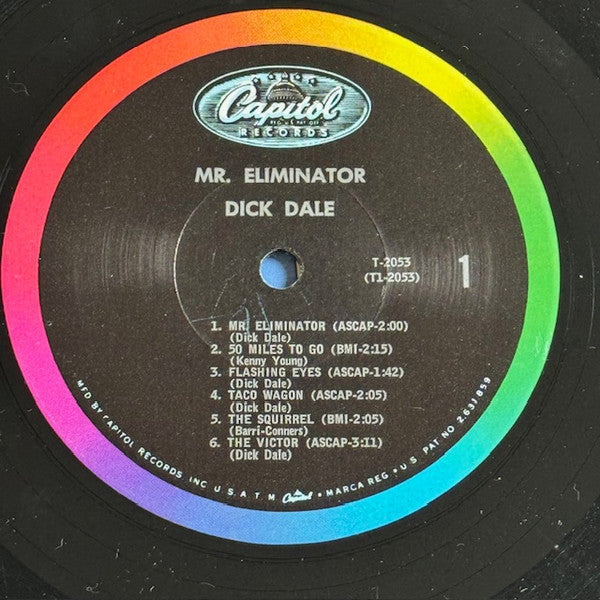 Capitol
REG. U.S. PAT. OFF.
RECORDS
MR. ELIMINATOR
DICK DALE
T-2053
(T1-2053)
1
1. MR. ELIMINATOR (ASCAP-2:00)
(Dick Dale)
2. 50 MILES TO GO (BMI-2:15)
(Kenny Young)
3. FLASHING EYES (ASCAP-1:42)
(Dick Dale)
4. TACO WAGON (ASCAP-2:05)
(Dick Dale)
5. THE SQUIRREL (BMI-2:05)
(Barri-Conners)
6. THE VICTOR (ASCAP-3:11)
(Dick Dale)
MFD BY CAPITOL RECORDS INC U.S.A. T.M. Capitol • MARCA REG • U.S. PAT NO 2,631,859